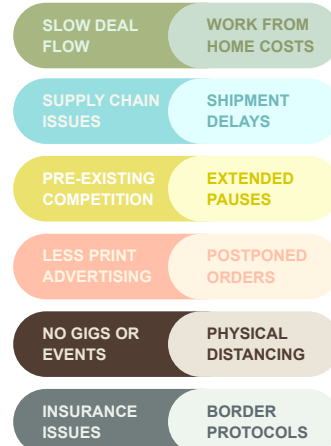 SLOW DEAL
FLOW
WORK FROM
HOME COSTS
SUPPLY CHAIN
ISSUES
SHIPMENT
DELAYS
PRE-EXISTING
COMPETITION
EXTENDED
PAUSES
LESS PRINT
ADVERTISING
POSTPONED
ORDERS
NO GIGS OR
EVENTS
PHYSICAL
DISTANCING
INSURANCE
ISSUES
BORDER
PROTOCOLS